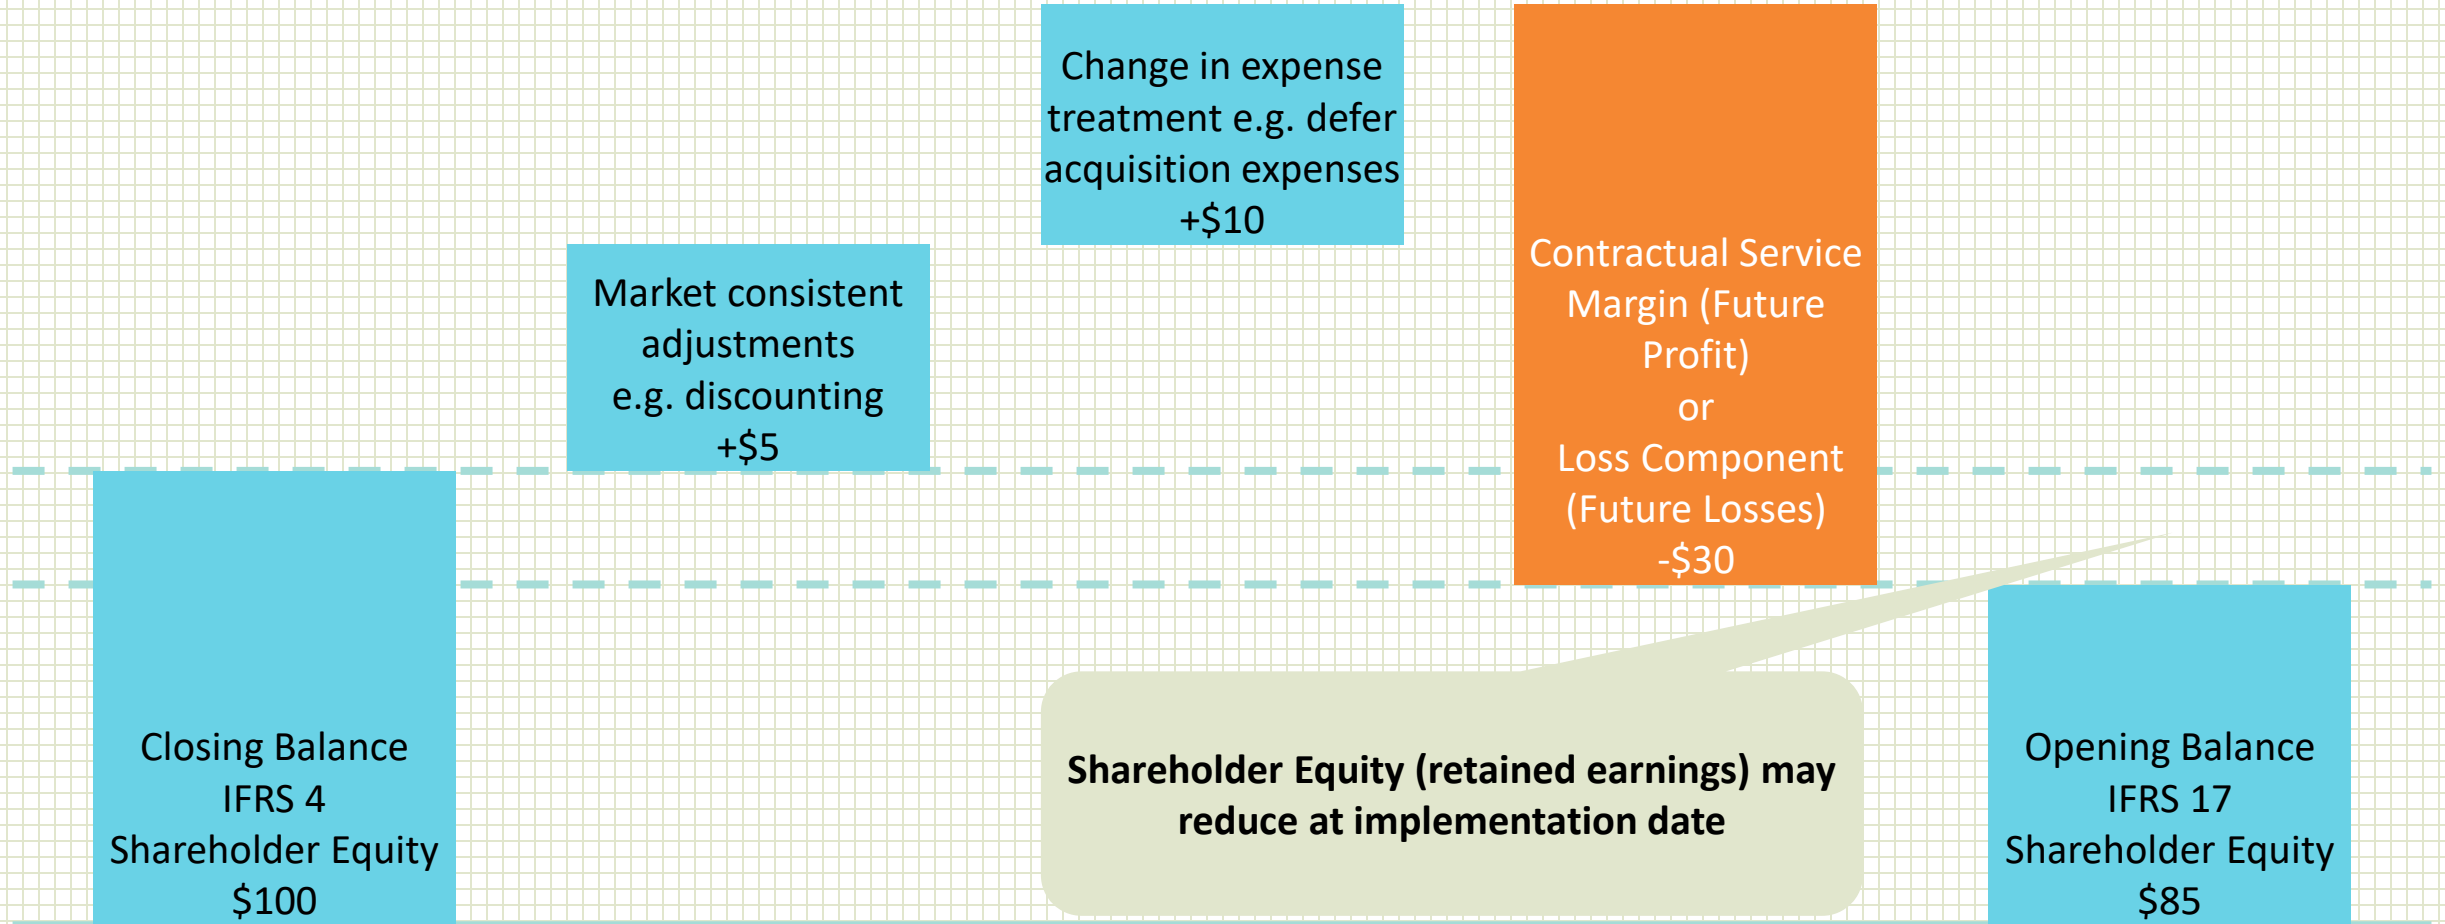 Change in expense
treatment e.g. defer
acquisition expenses
+$10
Market consistent
adjustments
e.g. discounting
+$5
Contractual Service
Margin (Future
Profit)
or
Loss Component
(Future Losses)
-$30
Closing Balance
IFRS 4
Shareholder Equity
$100
Shareholder Equity (retained earnings) may
reduce at implementation date
Opening Balance
IFRS 17
Shareholder Equity
$85